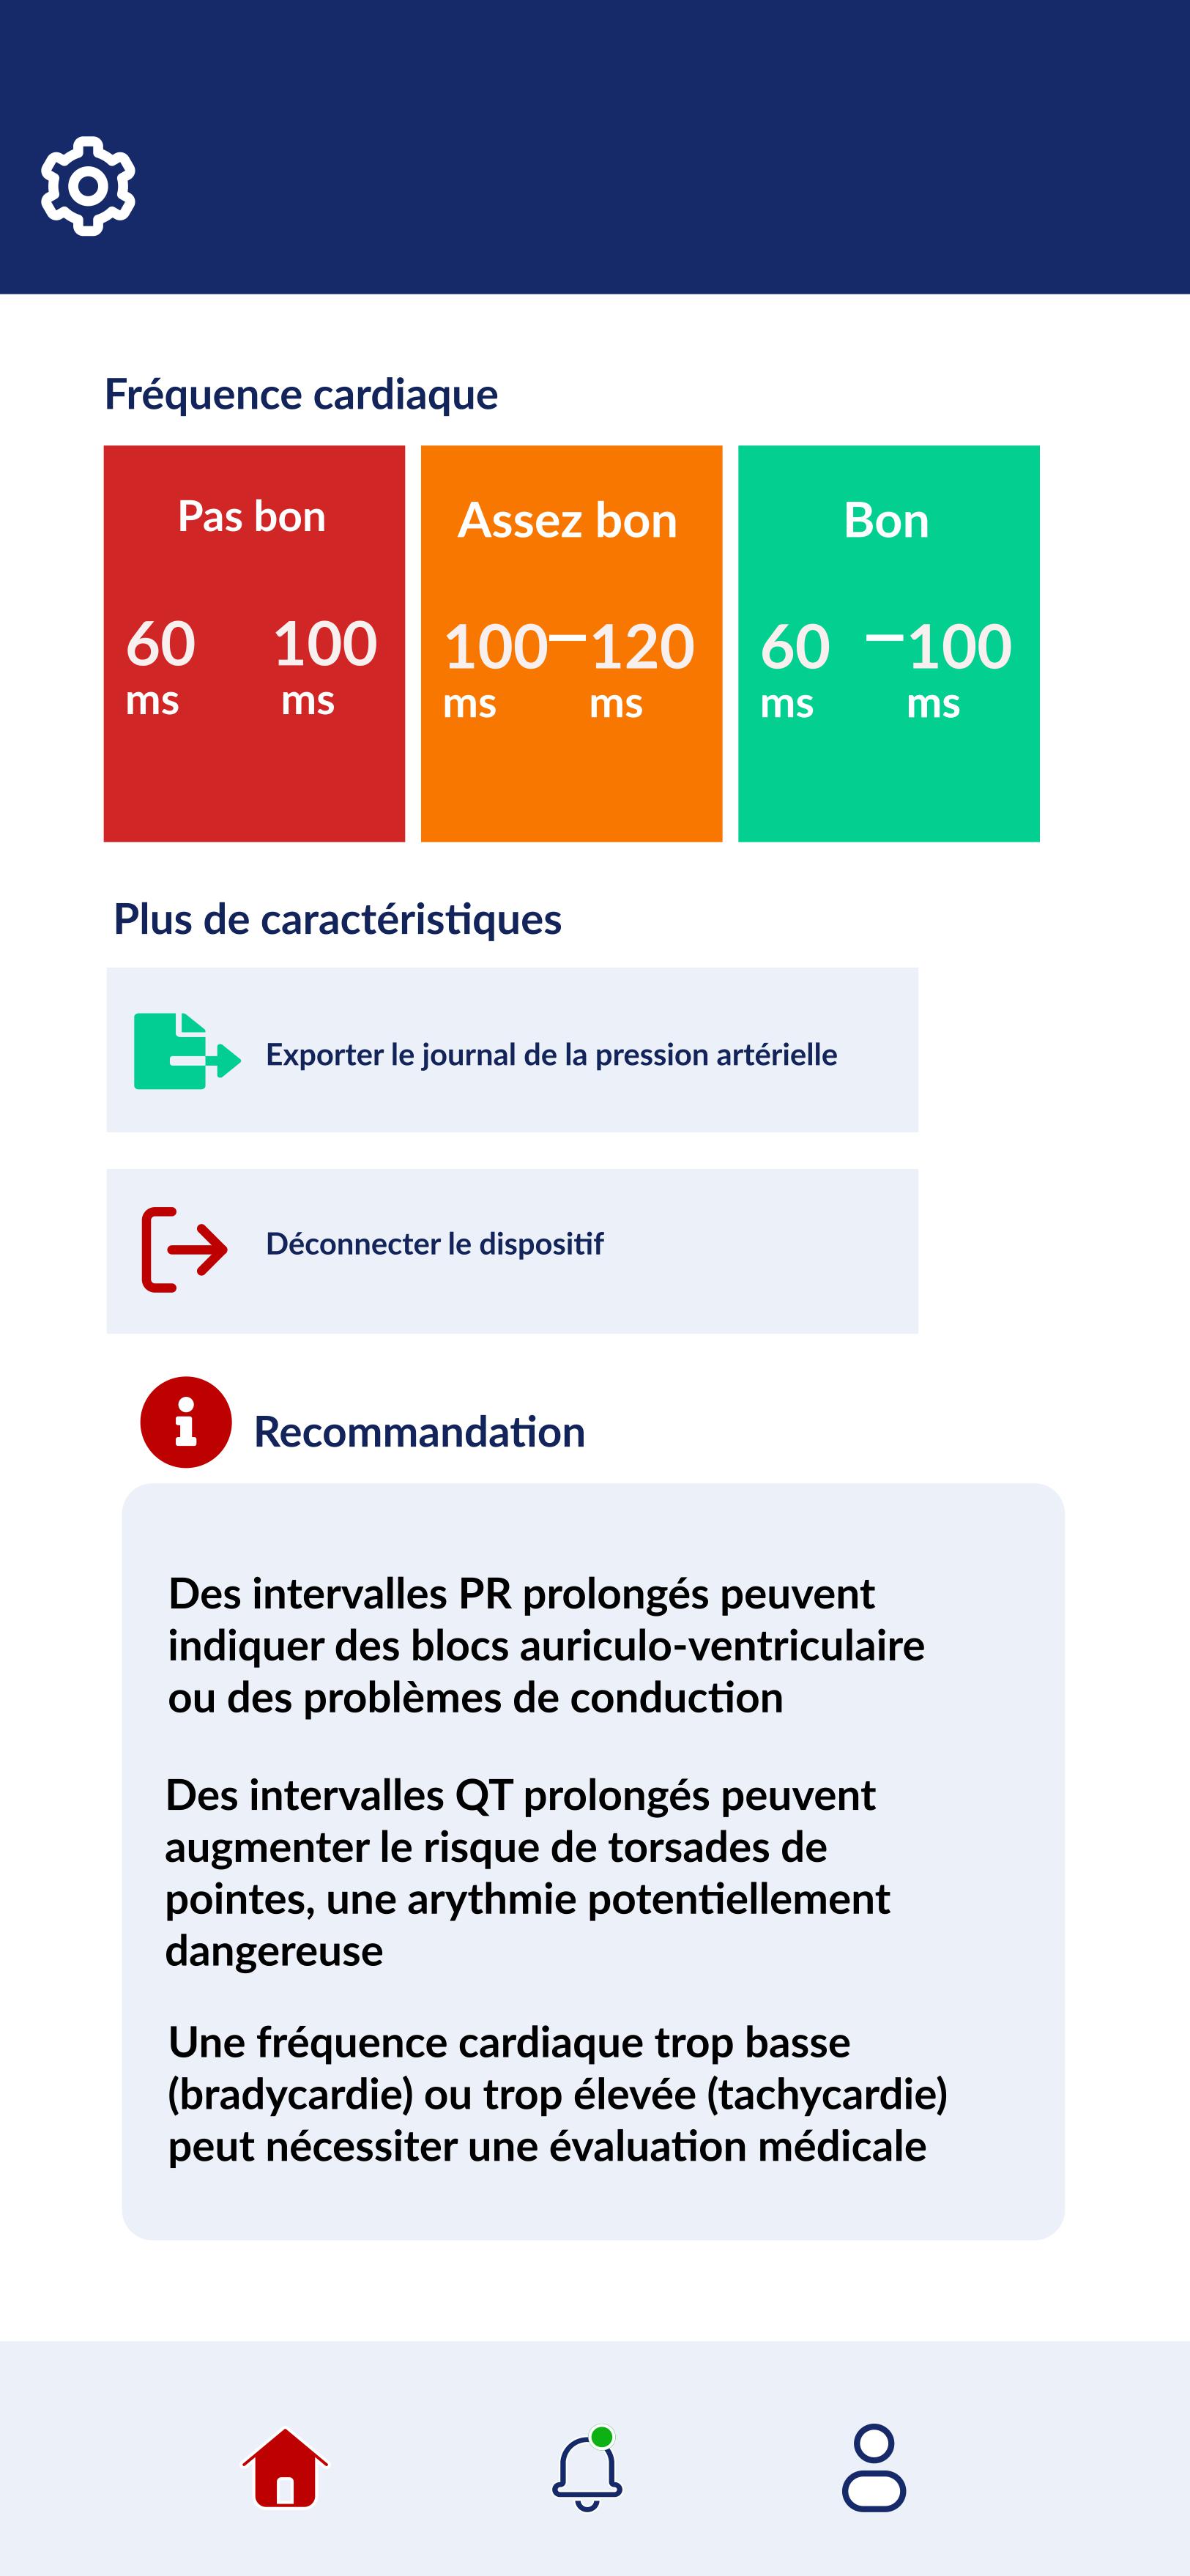 Fréquence cardiaque
Pas bon
60 100
ms ms
Assez bon
100–120
ms ms
Bon
60 –100
ms ms
Plus de caractéristiques
Exporter le journal de la pression artérielle
Déconnecter le dispositif
Recommandation
Des intervalles PR prolongés peuvent
indiquer des blocs auriculo-ventriculaire
ou des problèmes de conduction
Des intervalles QT prolongés peuvent
augmenter le risque de torsades de
pointes, une arythmie potentiellement
dangereuse
Une fréquence cardiaque trop basse
(bradycardie) ou trop élevée (tachycardie)
peut nécessiter une évaluation médicale